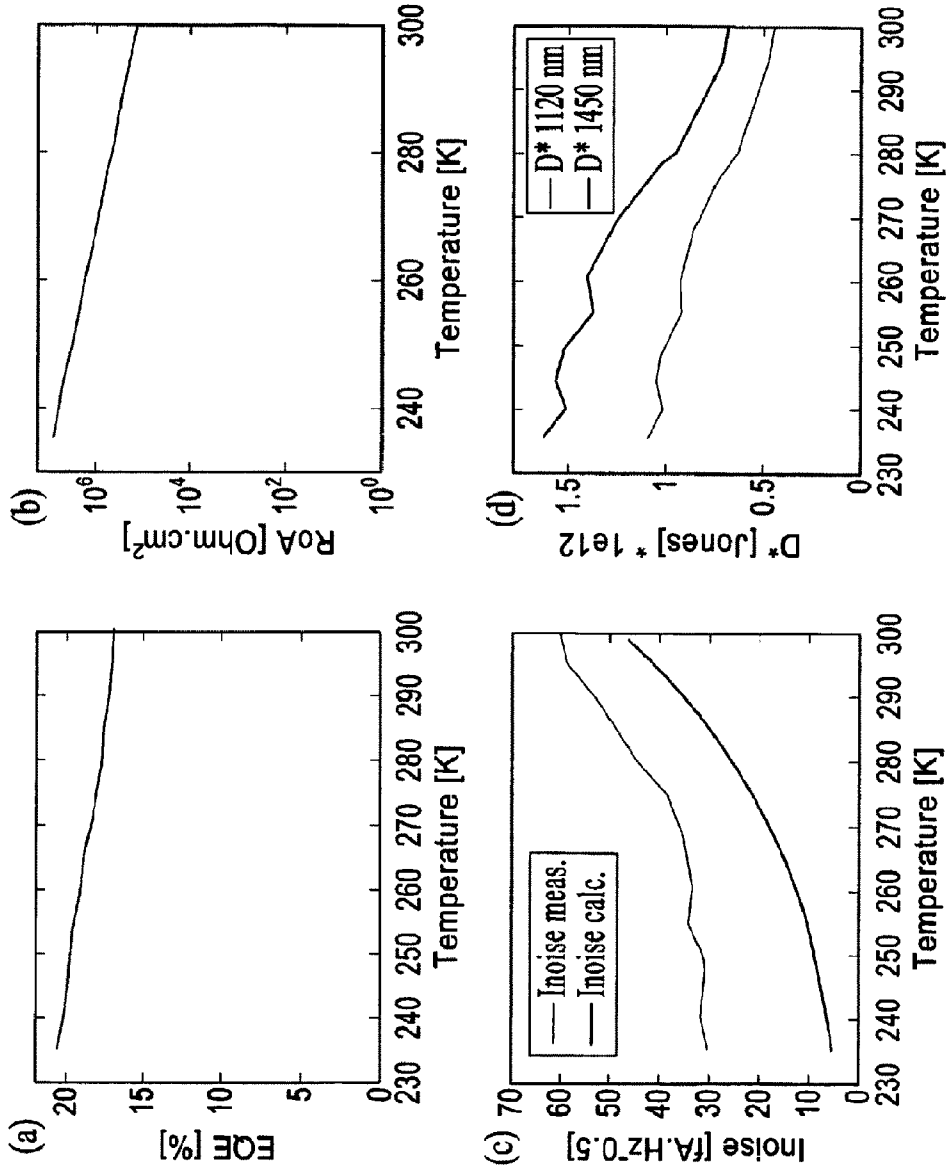 (a)
EQE [%]
20
15
10
5
0
230 240 250 260 270 280 290 300
Temperature [K]
(b)
RoA [Ohm.cm²]
10⁶
10⁴
10²
10⁰
240 260 280 300
Temperature [K]
(c)
Inoise [fA.Hz^0.5]
70
60
50
40
30
20
10
0
Inoise meas.
Inoise calc.
230 240 250 260 270 280 290 300
Temperature [K]
(d)
D* [Jones] * 1e12
1.5
1
0.5
0
D* 1120 nm
D* 1450 nm
230 240 250 260 270 280 290 300
Temperature [K]